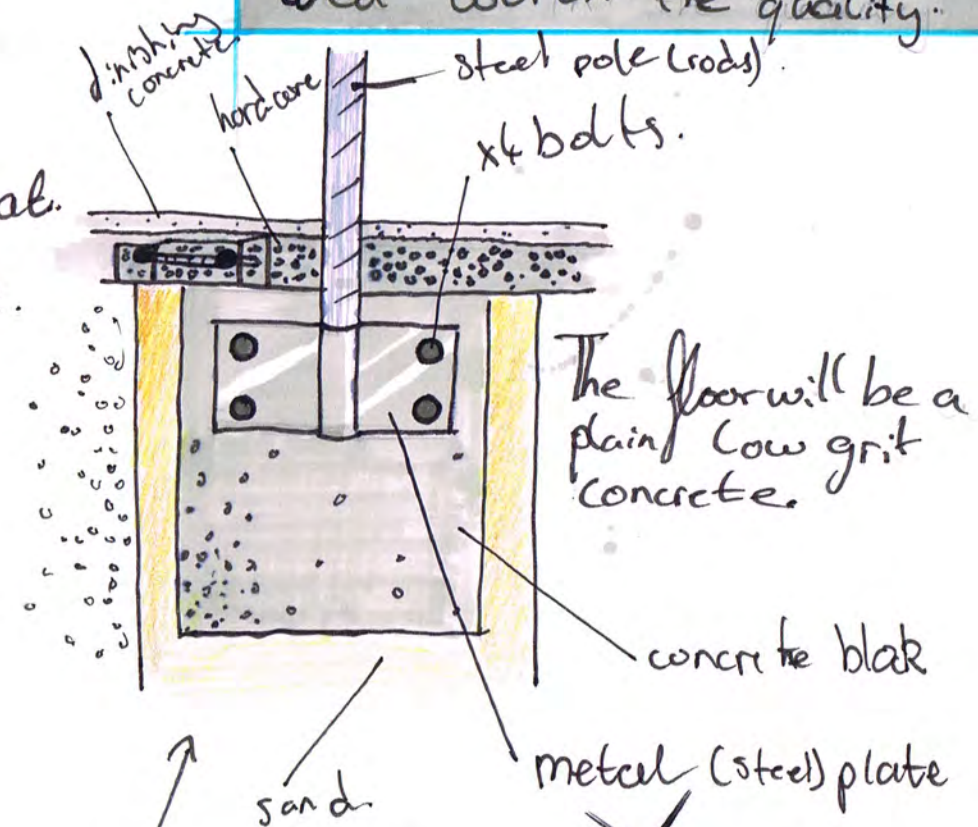 the quality.
finishing
concrete
hardcore
steel pole (rods).
x4 bolts.
at.
The floor will be a
plain low grit
concrete.
concrete blok
metal (steel) plate
sand.